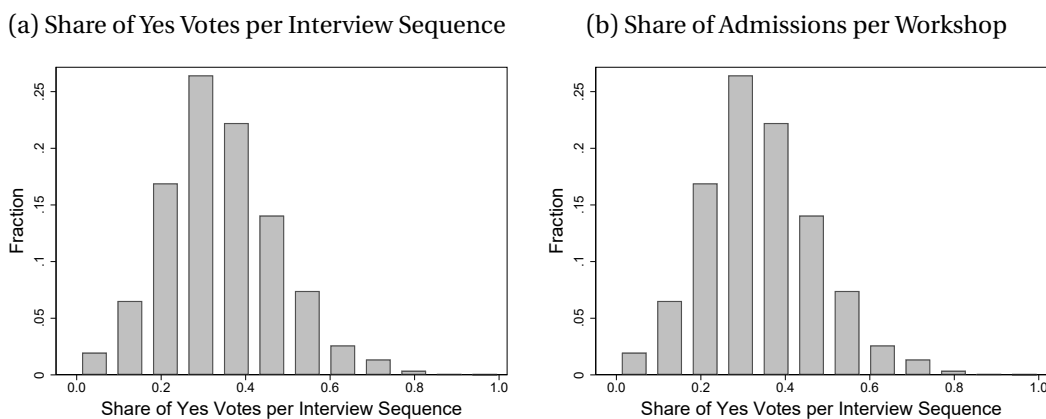 (a) Share of Yes Votes per Interview Sequence
(b) Share of Admissions per Workshop
.25
.2
.15
.1
.05
0
Fraction
0.0 0.2 0.4 0.6 0.8 1.0
Share of Yes Votes per Interview Sequence
.25
.2
.15
.1
.05
0
Fraction
0.0 0.2 0.4 0.6 0.8 1.0
Share of Yes Votes per Interview Sequence